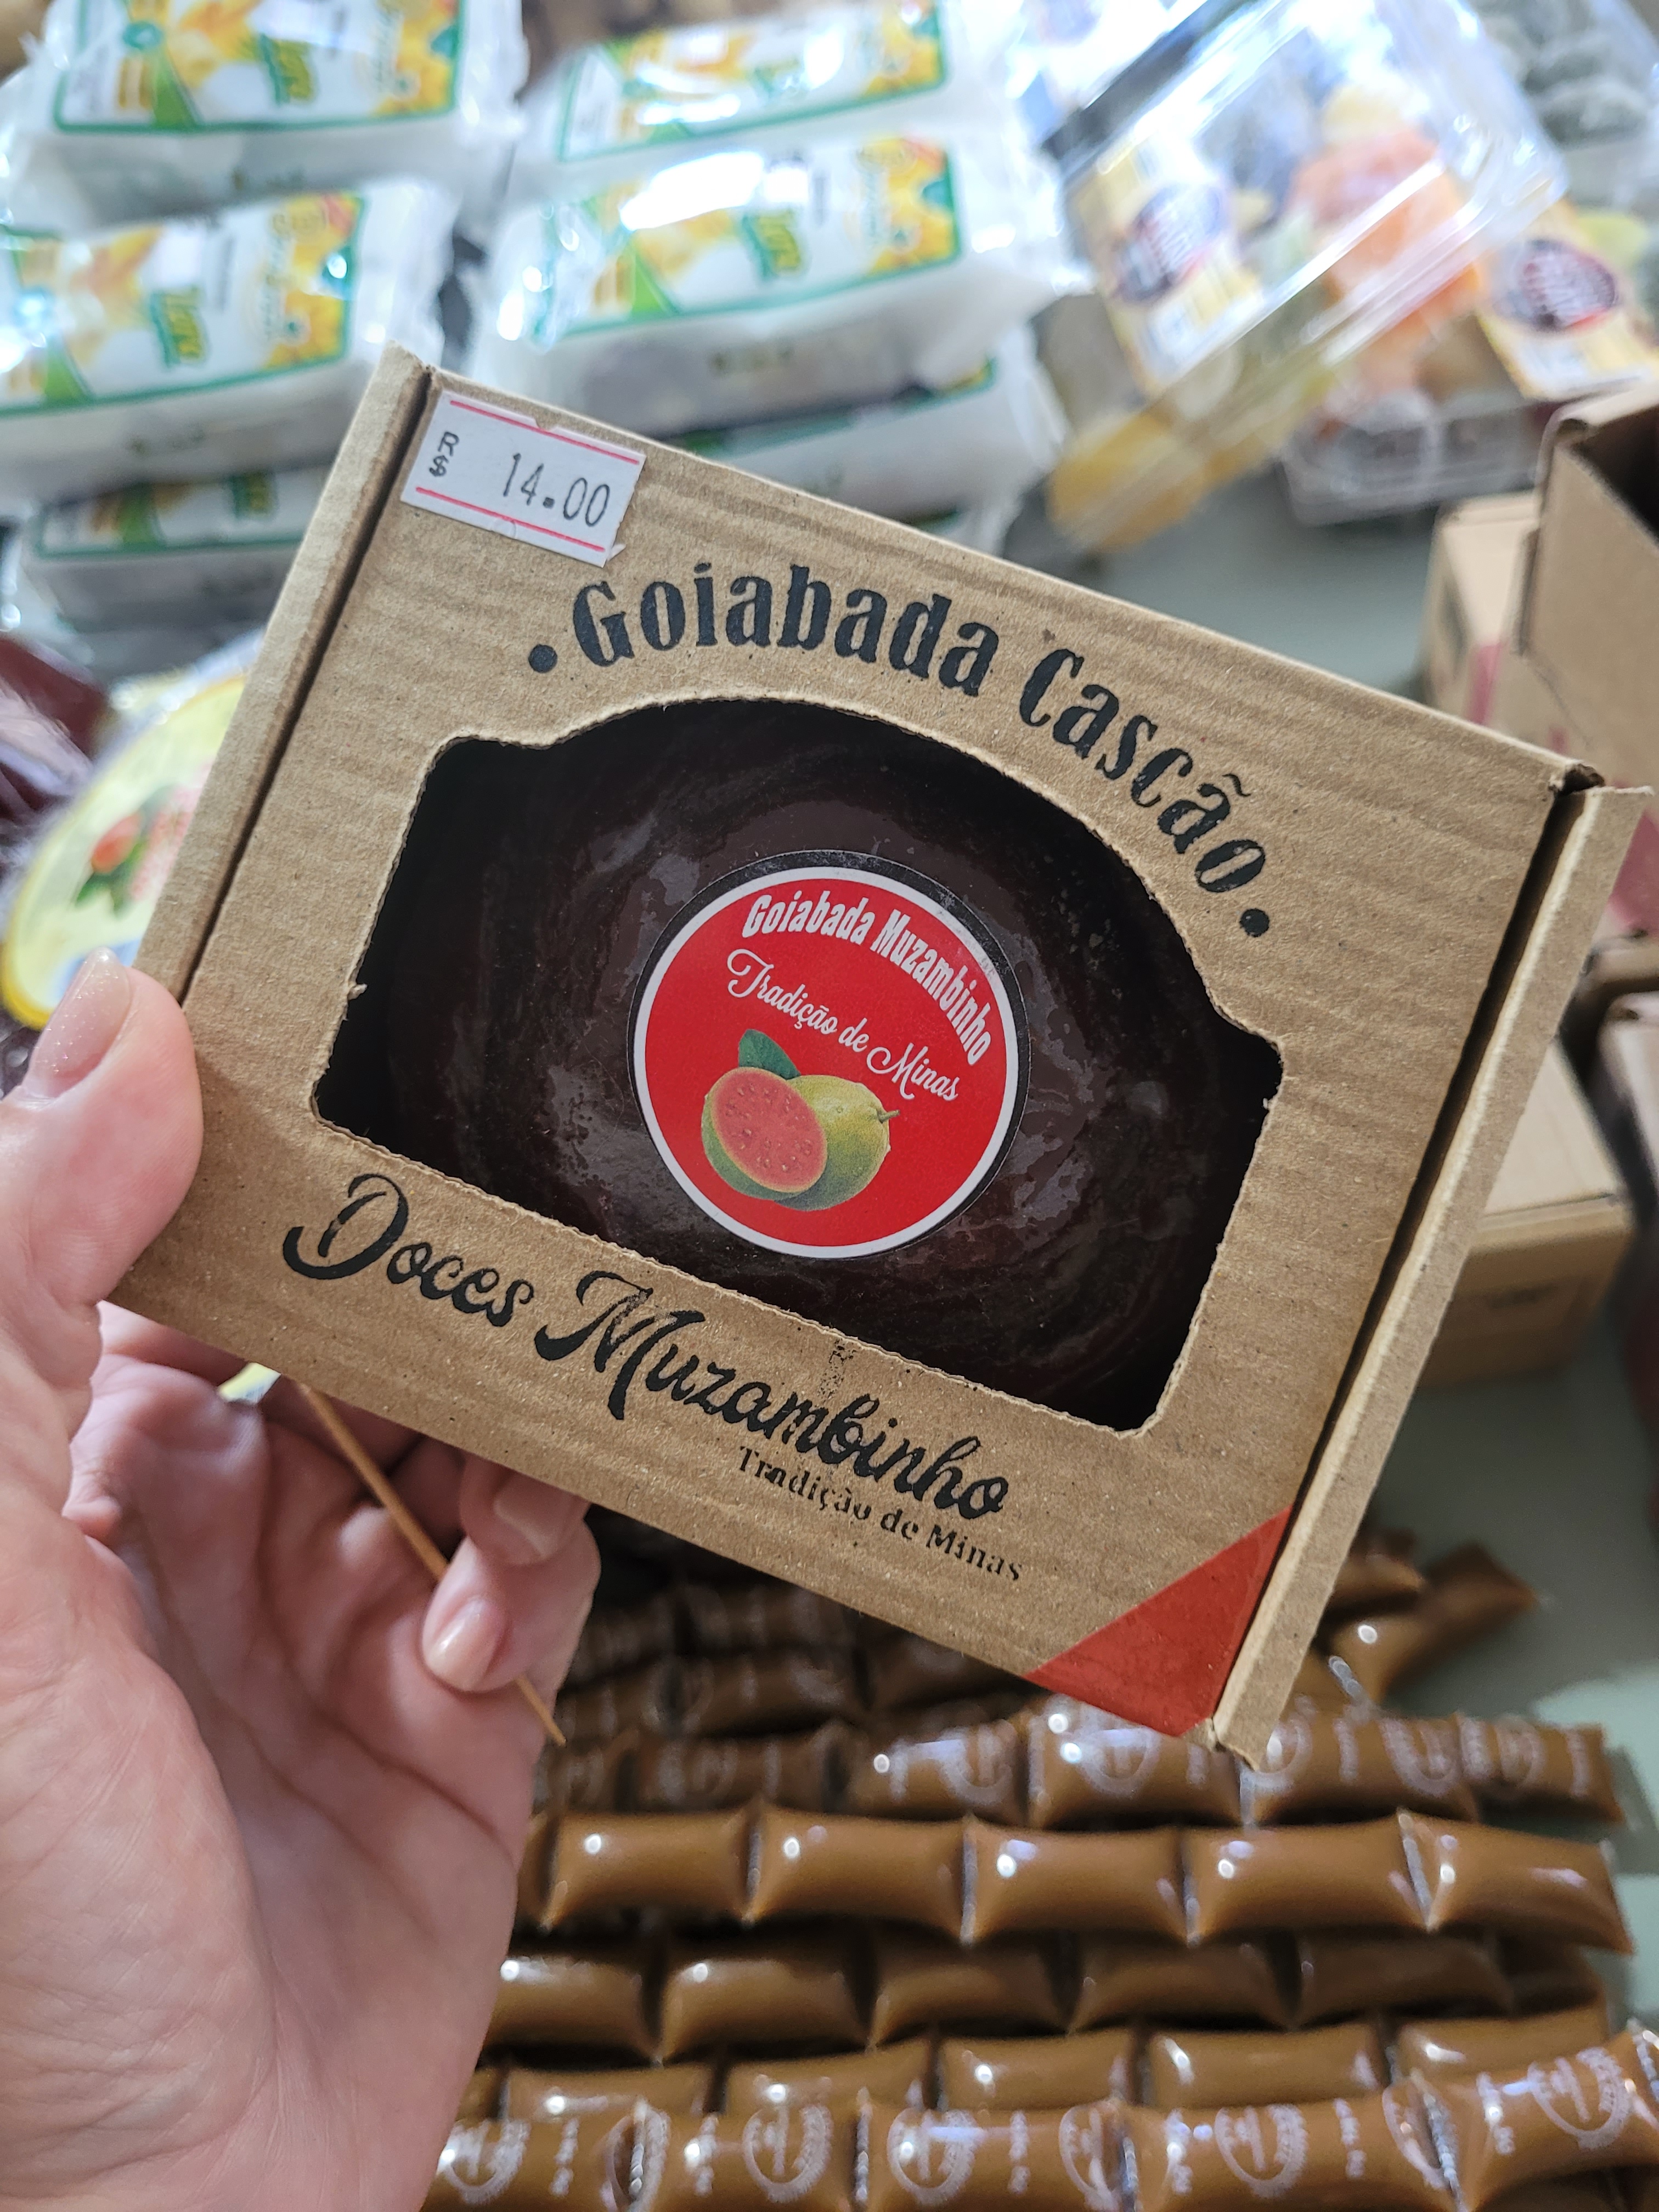 R$ 14.00
• Goiabada Cascão •
Goiabada Muzambinho
Tradição de Minas
Doces Muzambinho
Tradição de Minas